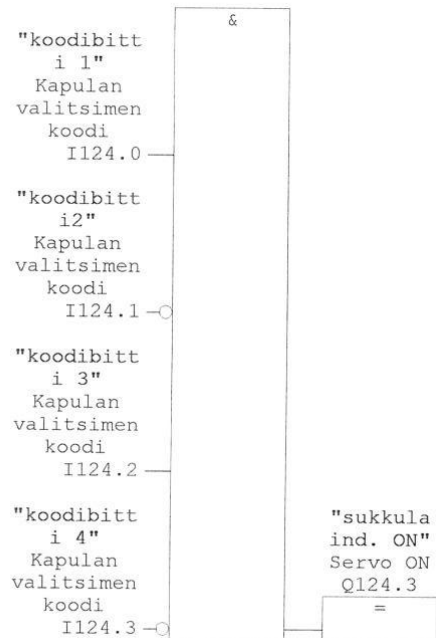 &
"koodibitt
i 1"
Kapulan
valitsimen
koodi
I124.0
"koodibitt
i2"
Kapulan
valitsimen
koodi
I124.1
"koodibitt
i 3"
Kapulan
valitsimen
koodi
I124.2
"koodibitt
i 4"
Kapulan
valitsimen
koodi
I124.3
"sukkula
ind. ON"
Servo ON
Q124.3
=